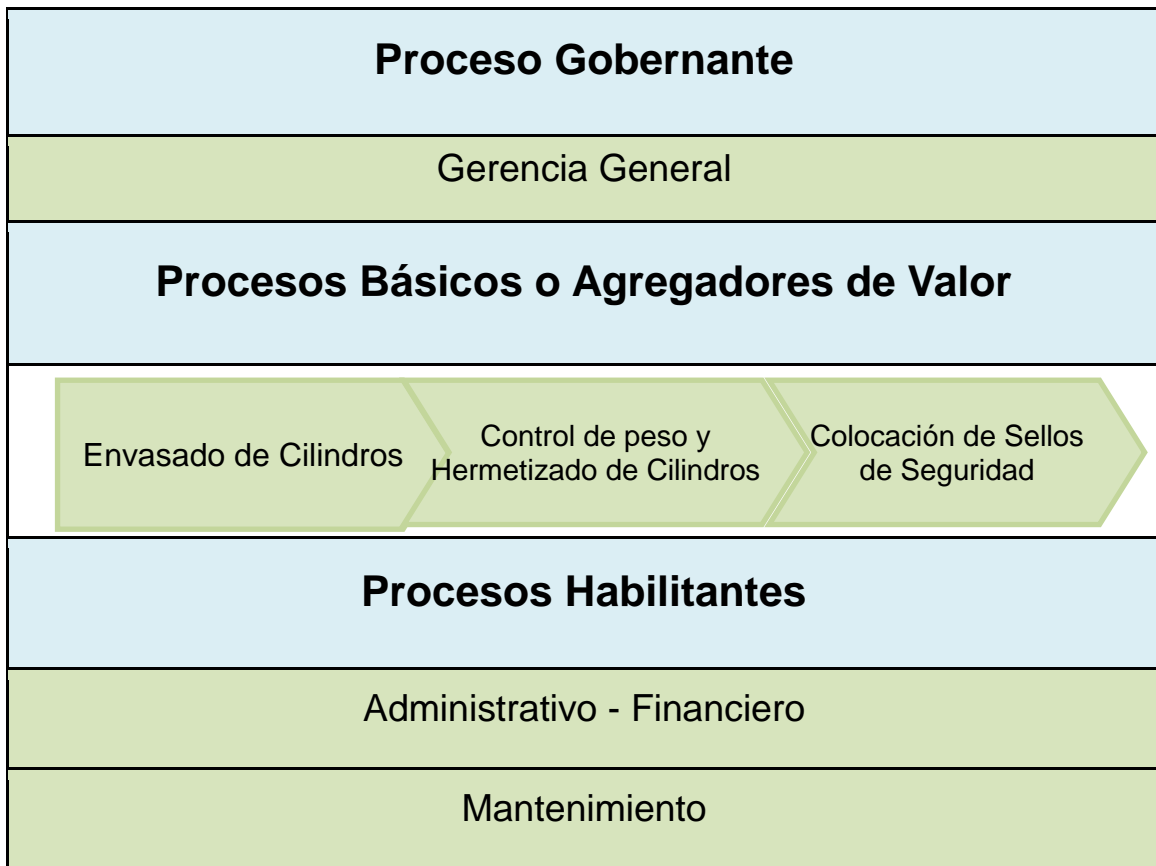 Proceso Gobernante
Gerencia General
Procesos Básicos o Agregadores de Valor
Envasado de Cilindros
Control de peso y
Hermetizado de Cilindros
Colocación de Sellos
de Seguridad
Procesos Habilitantes
Administrativo - Financiero
Mantenimiento